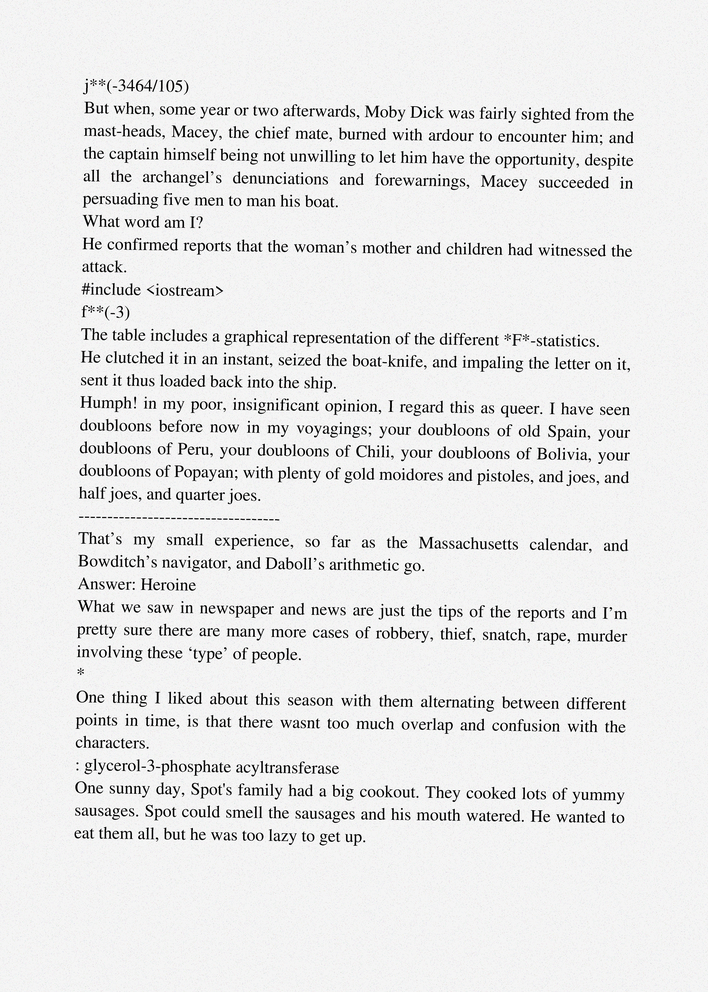 j**(-3464/105)
But when, some year or two afterwards, Moby Dick was fairly sighted from the
mast-heads, Macey, the chief mate, burned with ardour to encounter him; and
the captain himself being not unwilling to let him have the opportunity, despite
all the archangel’s denunciations and forewarnings, Macey succeeded in
persuading five men to man his boat.
What word am I?
He confirmed reports that the woman’s mother and children had witnessed the
attack.
#include <iostream>
f**(-3)
The table includes a graphical representation of the different *F*-statistics.
He clutched it in an instant, seized the boat-knife, and impaling the letter on it,
sent it thus loaded back into the ship.
Humph! in my poor, insignificant opinion, I regard this as queer. I have seen
doubloons before now in my voyagings; your doubloons of old Spain, your
doubloons of Peru, your doubloons of Chili, your doubloons of Bolivia, your
doubloons of Popayan; with plenty of gold moidores and pistoles, and joes, and
half joes, and quarter joes.
-----------------------------------
That’s my small experience, so far as the Massachusetts calendar, and
Bowditch’s navigator, and Daboll’s arithmetic go.
Answer: Heroine
What we saw in newspaper and news are just the tips of the reports and I’m
pretty sure there are many more cases of robbery, thief, snatch, rape, murder
involving these ‘type’ of people.
*
One thing I liked about this season with them alternating between different
points in time, is that there wasnt too much overlap and confusion with the
characters.
: glycerol-3-phosphate acyltransferase
One sunny day, Spot's family had a big cookout. They cooked lots of yummy
sausages. Spot could smell the sausages and his mouth watered. He wanted to
eat them all, but he was too lazy to get up.